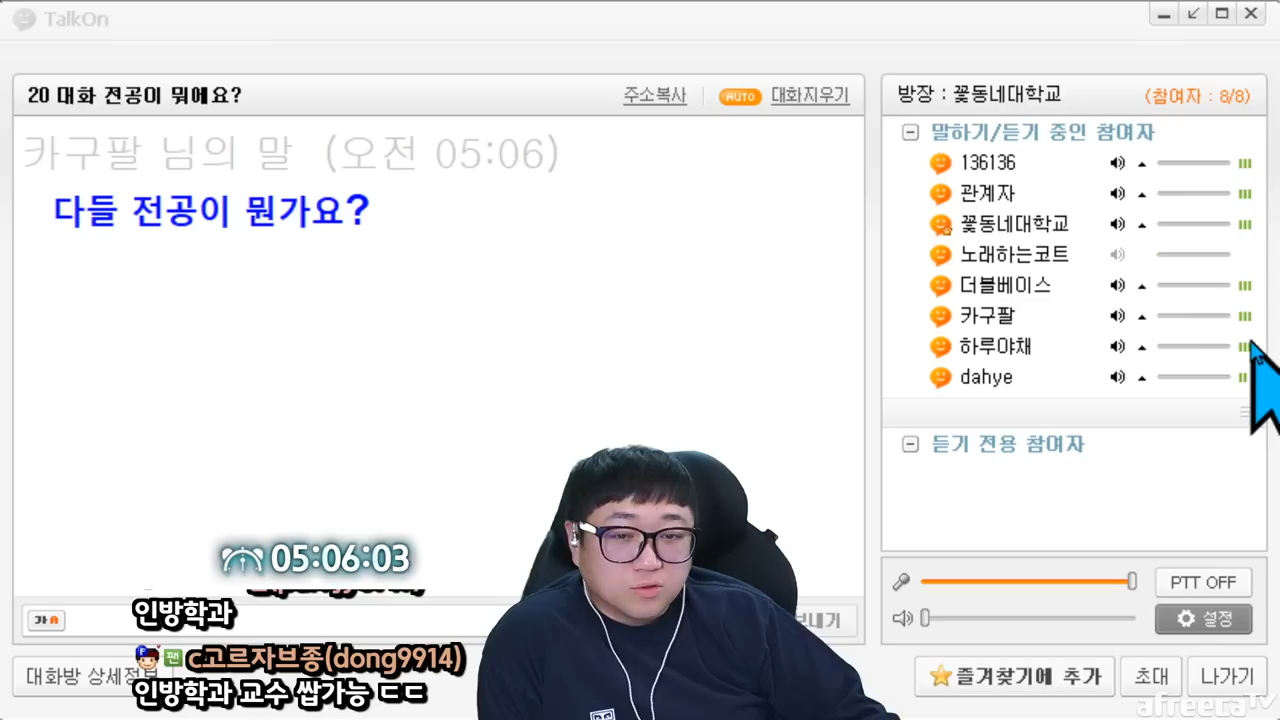 TalkOn
20 대화 전공이 뭐에요?
주소복사
AUTO
대화지우기
카구팔 님의 말 (오전 05:06)
다들 전공이 뭔가요?
방장 : 꽃동네대학교
(참여자 : 8/8)
말하기/듣기 중인 참여자
136136
관계자
꽃동네대학교
노래하는코트
더블베이스
카구팔
하루야채
dahye
듣기 전용 참여자
PTT OFF
설정
05:06:03
인방학과
가A
보내기
팬 c고르자브종(dong9914)
인방학과 교수 쌉가능 ㄷㄷ
대화방 상세정보
즐겨찾기에 추가
초대
나가기
afreecaTV